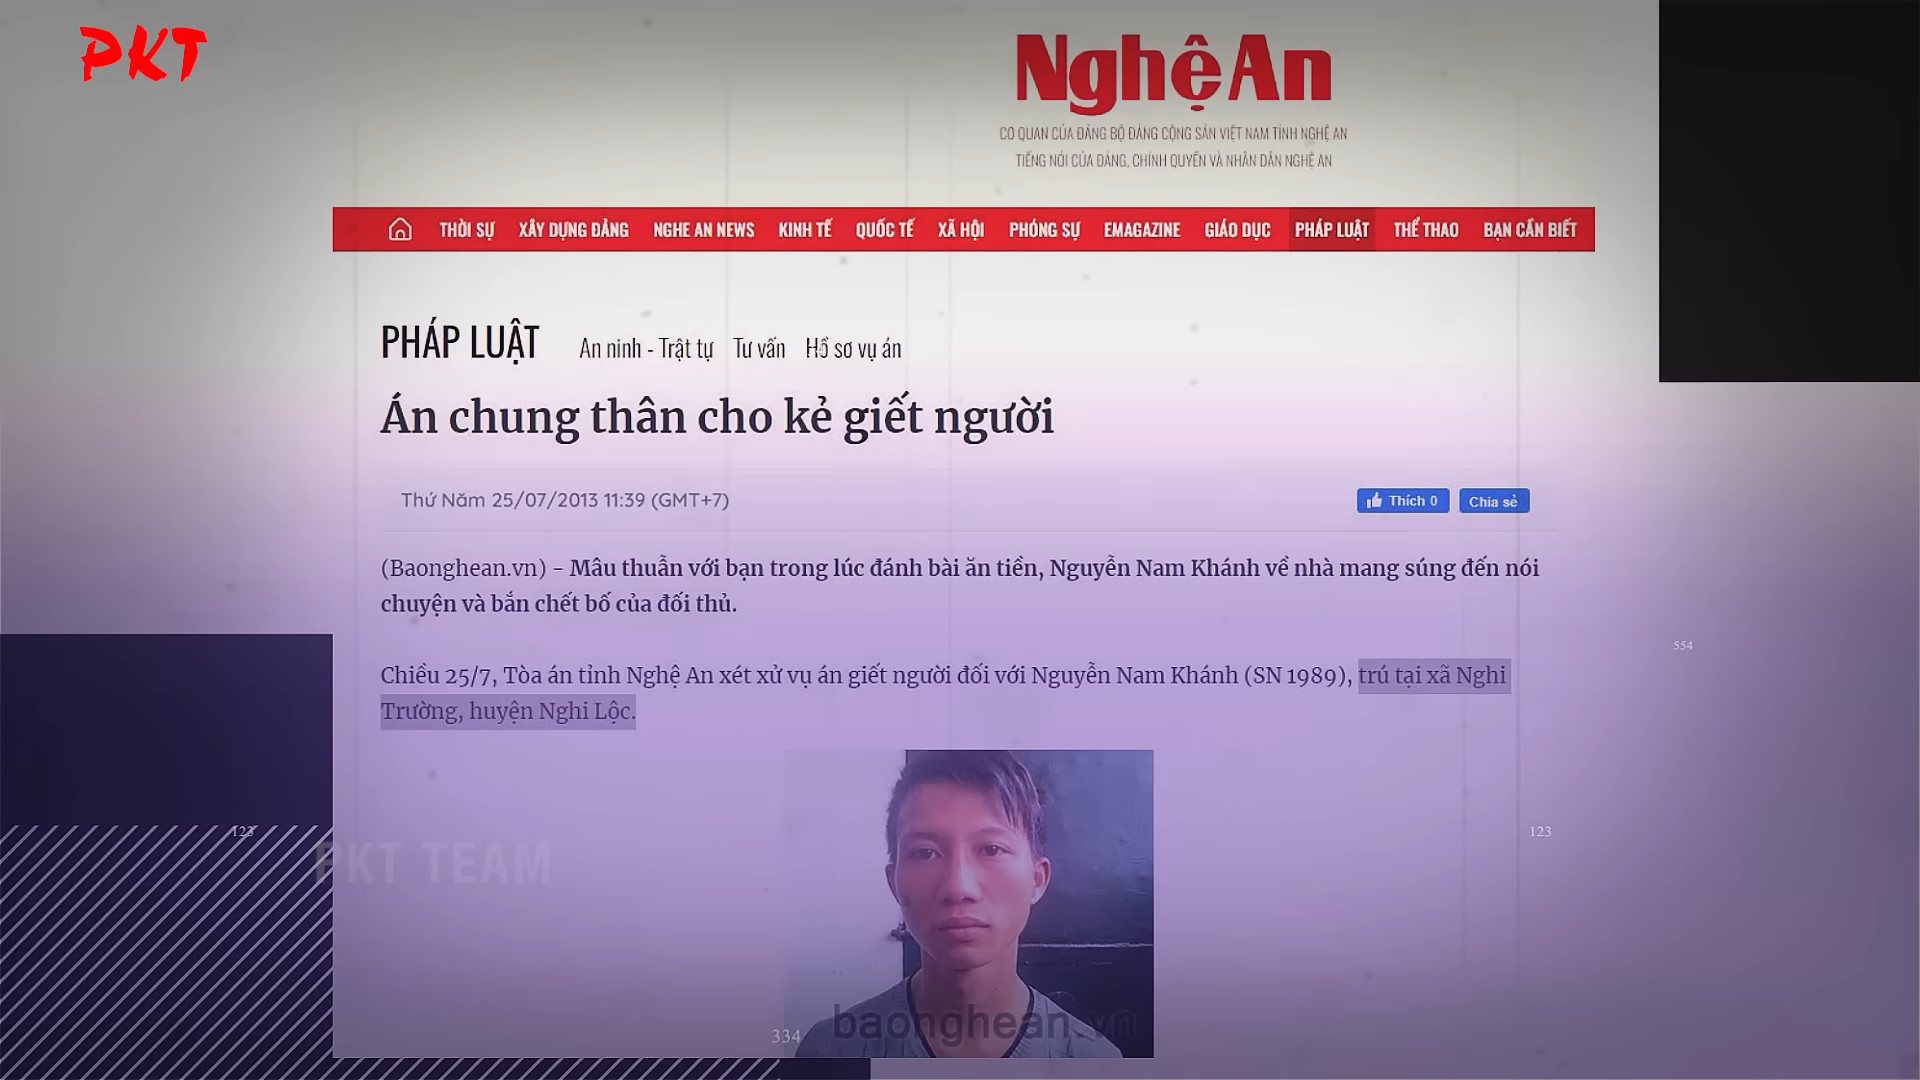 PKT
Nghệ An
CƠ QUAN CỦA ĐẢNG BỘ ĐẢNG CỘNG SẢN VIỆT NAM TỈNH NGHỆ AN
TIẾNG NÓI CỦA ĐẢNG, CHÍNH QUYỀN VÀ NHÂN DÂN NGHỆ AN
THỜI SỰ XÂY DỰNG ĐẢNG NGHE AN NEWS KINH TẾ QUỐC TẾ XÃ HỘI PHÓNG SỰ EMAGAZINE GIÁO DỤC PHÁP LUẬT THỂ THAO BẠN CẦN BIẾT
PHÁP LUẬT An ninh - Trật tự Tư vấn Hồ sơ vụ án
Án chung thân cho kẻ giết người
Thứ Năm 25/07/2013 11:39 (GMT+7) Thích 0 Chia sẻ
(Baonghean.vn) - Mâu thuẫn với bạn trong lúc đánh bài ăn tiền, Nguyễn Nam Khánh về nhà mang súng đến nói
chuyện và bắn chết bố của đối thủ.
554
Chiều 25/7, Tòa án tỉnh Nghệ An xét xử vụ án giết người đối với Nguyễn Nam Khánh (SN 1989), trú tại xã Nghi
Trường, huyện Nghi Lộc.
123 123
PKT TEAM
334 baonghean.vn